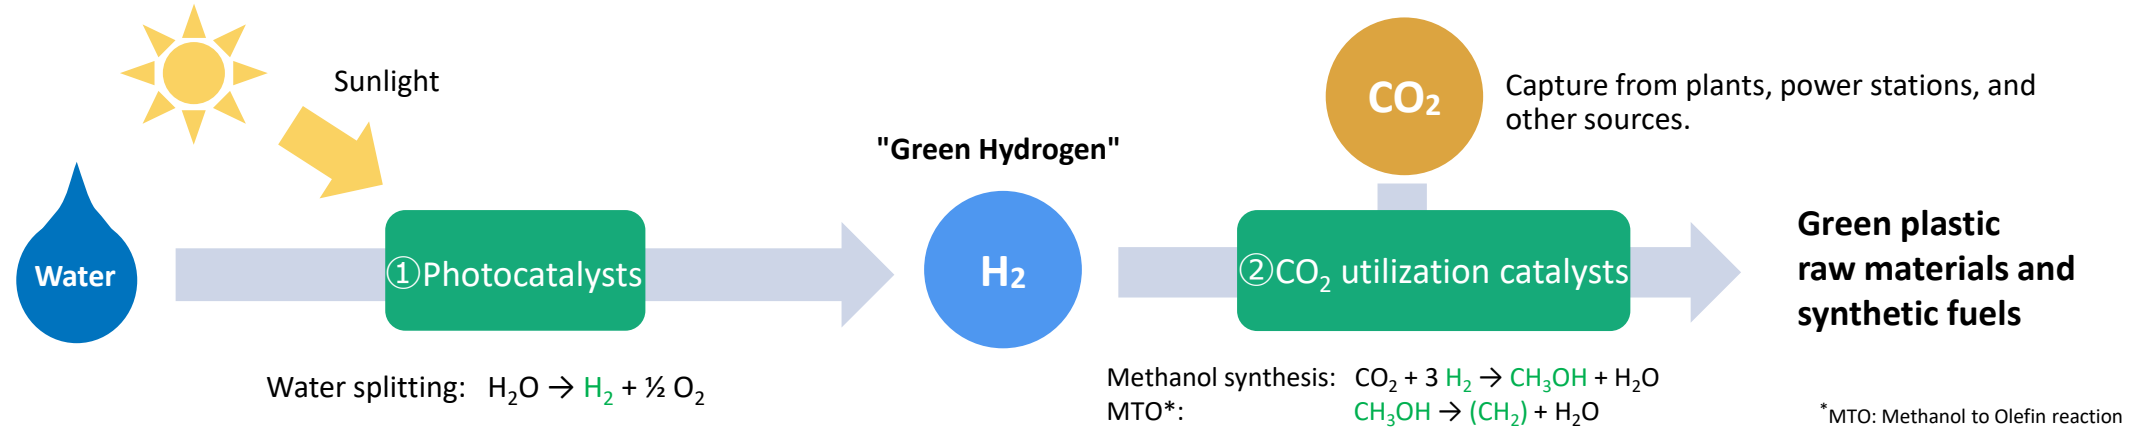 Sunlight
Water
①Photocatalysts
Water splitting: H₂O → H₂ + ½ O₂
"Green Hydrogen"
H₂
CO₂
Capture from plants, power stations, and
other sources.
②CO₂ utilization catalysts
Methanol synthesis: CO₂ + 3 H₂ → CH₃OH + H₂O
MTO*: CH₃OH → (CH₂) + H₂O
Green plastic
raw materials and
synthetic fuels
*MTO: Methanol to Olefin reaction